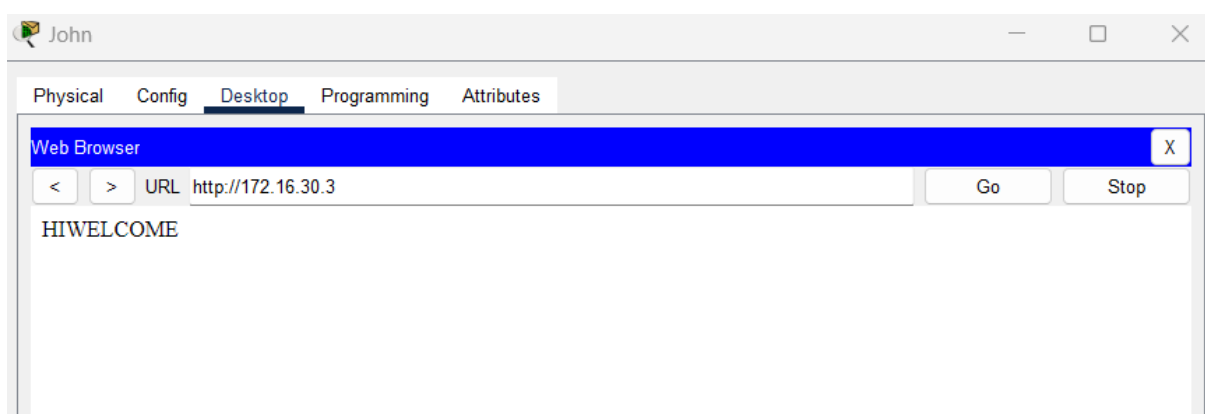 John
Physical Config Desktop Programming Attributes
Web Browser X
< > URL http://172.16.30.3 Go Stop
HIWELCOME